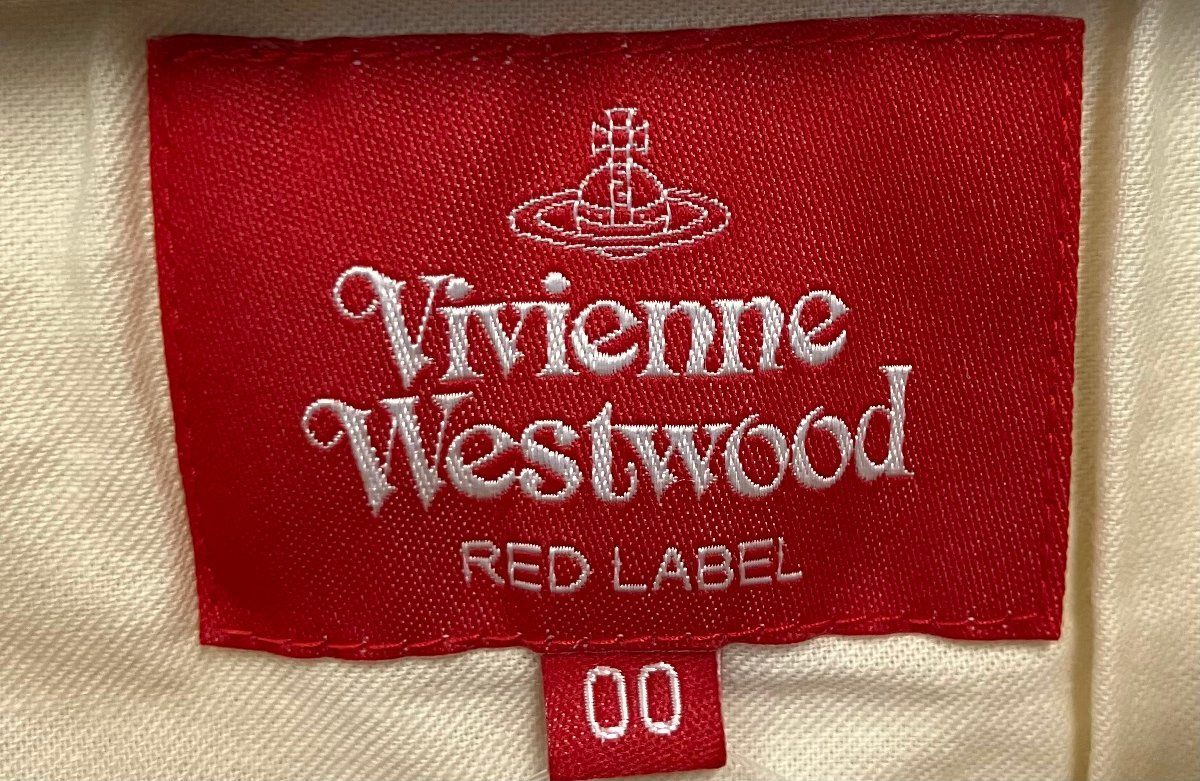 Vivienne
Westwood
RED LABEL
00